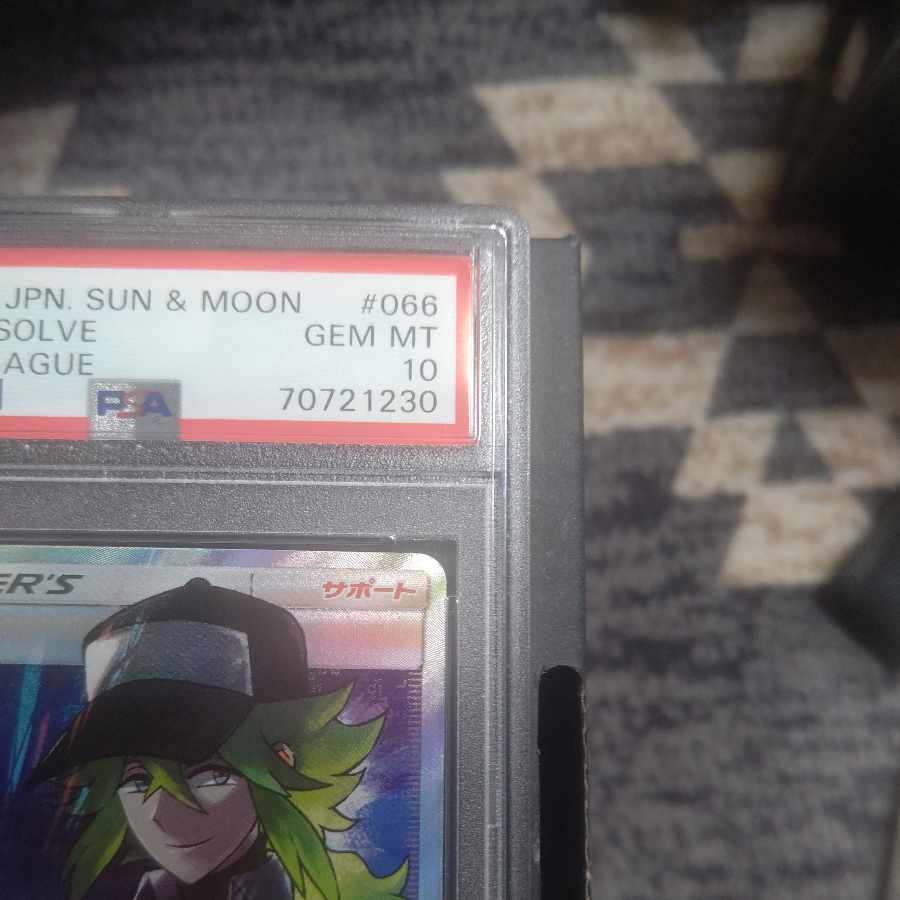 JPN. SUN & MOON #066
SOLVE GEM MT
AGUE 10
PSA 70721230
ER'S サポート